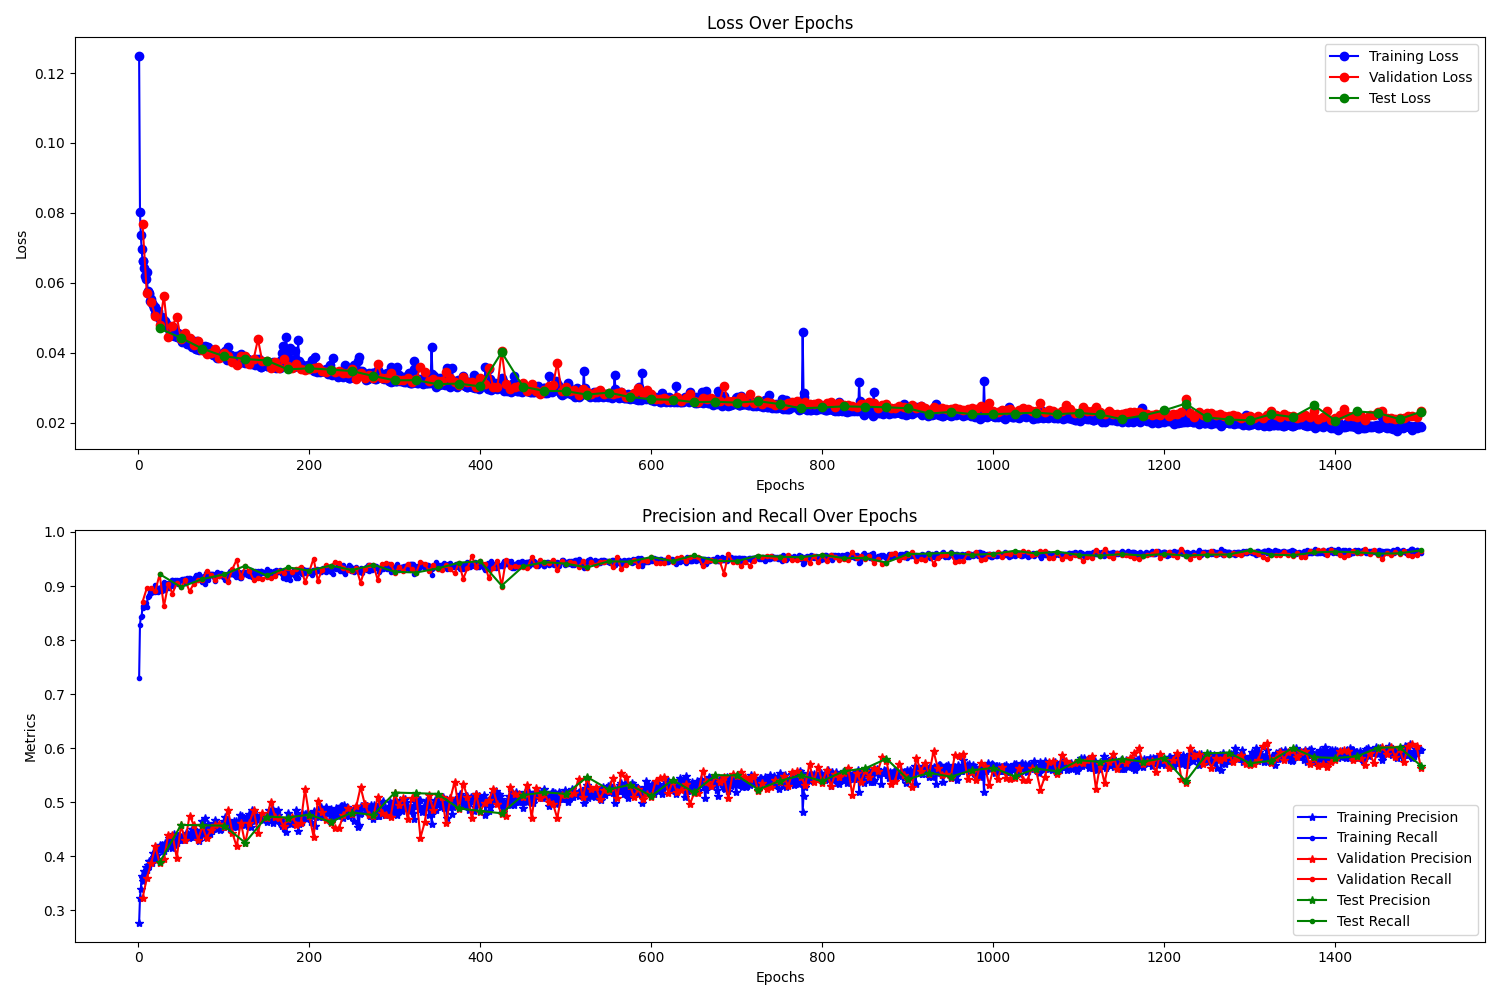 Loss Over Epochs
Training Loss
Validation Loss
Test Loss
Loss
0.12
0.10
0.08
0.06
0.04
0.02
0 200 400 600 800 1000 1200 1400
Epochs
Precision and Recall Over Epochs
Metrics
1.0
0.9
0.8
0.7
0.6
0.5
0.4
0.3
Training Precision
Training Recall
Validation Precision
Validation Recall
Test Precision
Test Recall
0 200 400 600 800 1000 1200 1400
Epochs